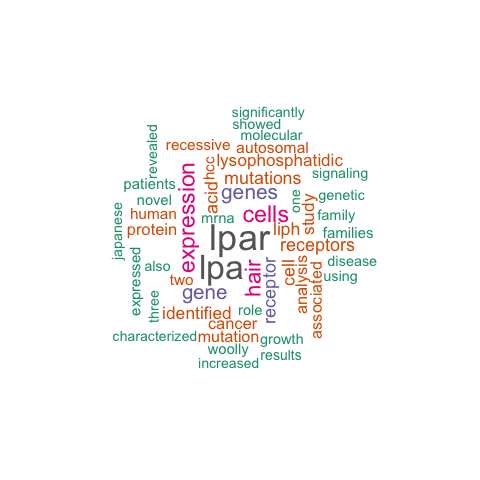 significantly
showed
molecular
revealed
recessive
autosomal
hcc
lysophosphatidic
signaling
patients
expression
acid
genes
mutations
one
genetic
novel
human
mrna
cells
study
family
japanese
protein
lpar
liph
families
receptors
also
lpa
hair
receptor
cell
analysis
disease
using
expressed
two
gene
associated
three
identified
role
cancer
characterized
mutation
growth
woolly
results
increased